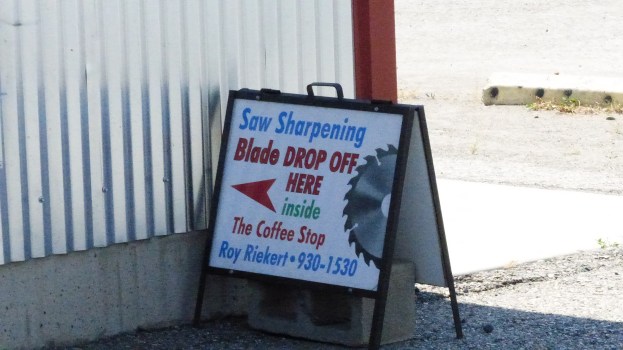 Saw Sharpening
Blade DROP OFF
HERE
inside
The Coffee Stop
Roy Riekert • 930-1530